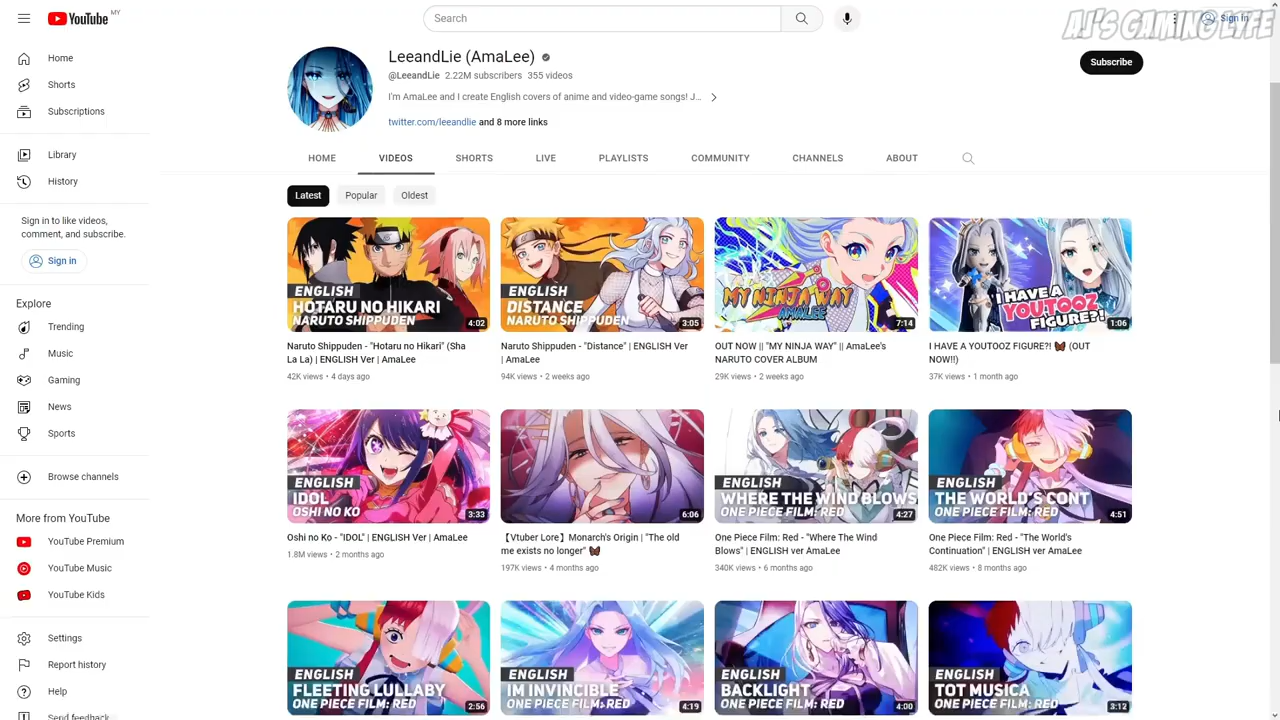 YouTube MY
Search
Sign in
AJ'S GAMING LYFE
Home
Shorts
Subscriptions
Library
History
Sign in to like videos,
comment, and subscribe.
Sign in
Explore
Trending
Music
Gaming
News
Sports
Browse channels
More from YouTube
YouTube Premium
YouTube Music
YouTube Kids
Settings
Report history
Help
Send feedback
LeeandLie (AmaLee)
@LeeandLie 2.22M subscribers 355 videos
I'm AmaLee and I create English covers of anime and video-game songs! J...
twitter.com/leeandlie and 8 more links
Subscribe
HOME VIDEOS SHORTS LIVE PLAYLISTS COMMUNITY CHANNELS ABOUT
Latest Popular Oldest
ENGLISH
HOTARU NO HIKARI
NARUTO SHIPPUDEN
4:02
Naruto Shippuden - "Hotaru no Hikari" (Sha
La La) | ENGLISH Ver | AmaLee
42K views • 4 days ago
ENGLISH
DISTANCE
NARUTO SHIPPUDEN
3:05
Naruto Shippuden - "Distance" | ENGLISH Ver
| AmaLee
94K views • 2 weeks ago
MY NINJA WAY
AMALEE
7:14
OUT NOW || "MY NINJA WAY" || AmaLee's
NARUTO COVER ALBUM
29K views • 2 weeks ago
I HAVE A
YOUTOOZ
FIGURE?!
1:06
I HAVE A YOUTOOZ FIGURE?! 🦋 (OUT
NOW!!)
37K views • 1 month ago
ENGLISH
IDOL
OSHI NO KO
3:33
Oshi no Ko - "IDOL" | ENGLISH Ver | AmaLee
1.8M views • 2 months ago
6:06
【Vtuber Lore】Monarch's Origin | "The old
me exists no longer" 🦋
197K views • 4 months ago
ENGLISH
WHERE THE WIND BLOWS
ONE PIECE FILM: RED
4:27
One Piece Film: Red - "Where The Wind
Blows" | ENGLISH ver AmaLee
340K views • 6 months ago
ENGLISH
THE WORLD'S CONT
ONE PIECE FILM: RED
4:51
One Piece Film: Red - "The World's
Continuation" | ENGLISH ver AmaLee
482K views • 8 months ago
ENGLISH
FLEETING LULLABY
ONE PIECE FILM: RED
2:56
ENGLISH
IM INVINCIBLE
ONE PIECE FILM: RED
4:19
ENGLISH
BACKLIGHT
ONE PIECE FILM: RED
4:00
ENGLISH
TOT MUSICA
ONE PIECE FILM: RED
3:12